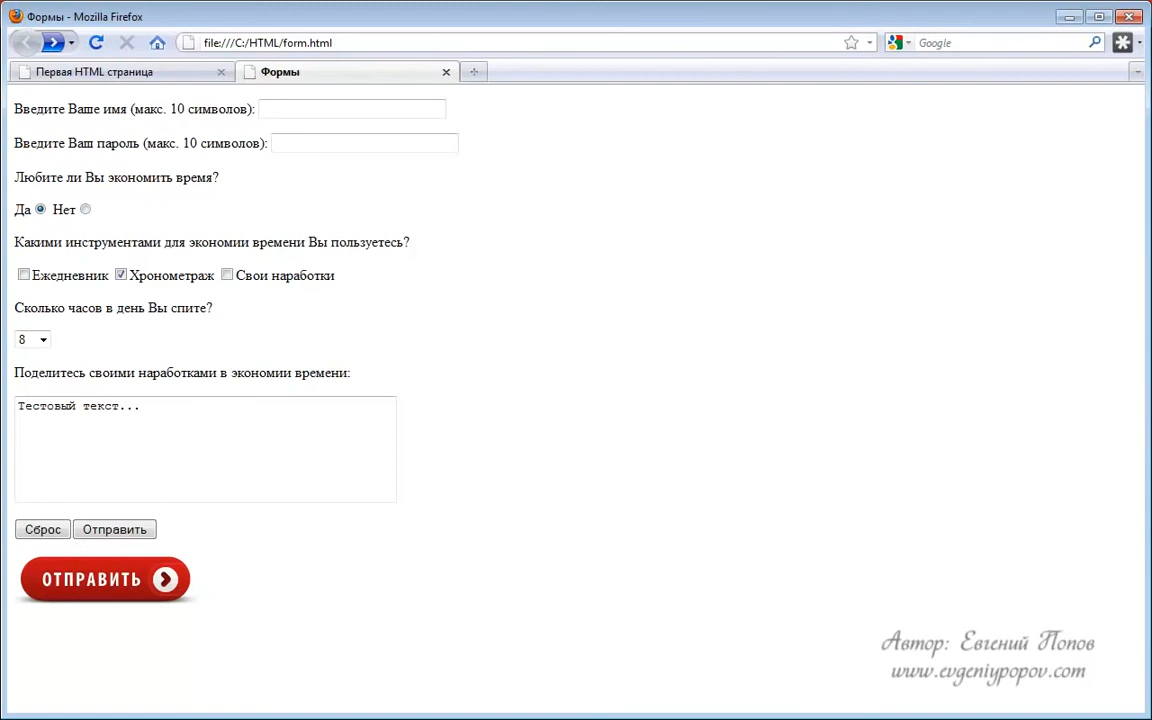 Формы - Mozilla Firefox
file:///C:/HTML/form.html
Google
Первая HTML страница
Формы
Введите Ваше имя (макс. 10 символов):
Введите Ваш пароль (макс. 10 символов):
Любите ли Вы экономить время?
Да Нет
Какими инструментами для экономии времени Вы пользуетесь?
Ежедневник Хронометраж Свои наработки
Сколько часов в день Вы спите?
8
Поделитесь своими наработками в экономии времени:
Тестовый текст...
Сброс Отправить
ОТПРАВИТЬ
Автор: Евгений Попов
www.evgeniypopov.com